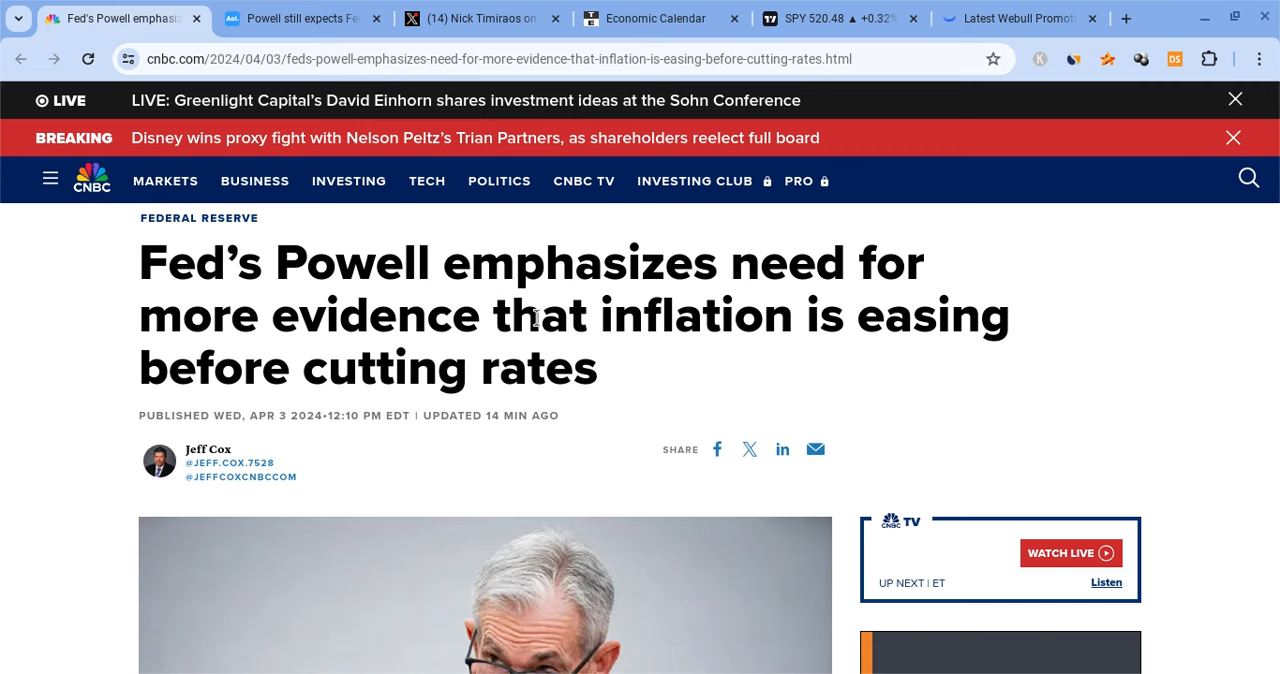 Fed's Powell emphasiz
Powell still expects Fe
(14) Nick Timiraos on
Economic Calendar
SPY 520.48 ▲ +0.32%
Latest Webull Promoti
cnbc.com/2024/04/03/feds-powell-emphasizes-need-for-more-evidence-that-inflation-is-easing-before-cutting-rates.html
LIVE LIVE: Greenlight Capital's David Einhorn shares investment ideas at the Sohn Conference
BREAKING Disney wins proxy fight with Nelson Peltz's Trian Partners, as shareholders reelect full board
CNBC MARKETS BUSINESS INVESTING TECH POLITICS CNBC TV INVESTING CLUB PRO
FEDERAL RESERVE
Fed’s Powell emphasizes need for
more evidence that inflation is easing
before cutting rates
PUBLISHED WED, APR 3 2024•12:10 PM EDT | UPDATED 14 MIN AGO
Jeff Cox
@JEFF.COX.7528
@JEFFCOXCNBCCOM
SHARE
CNBC TV
WATCH LIVE
UP NEXT | ET
Listen